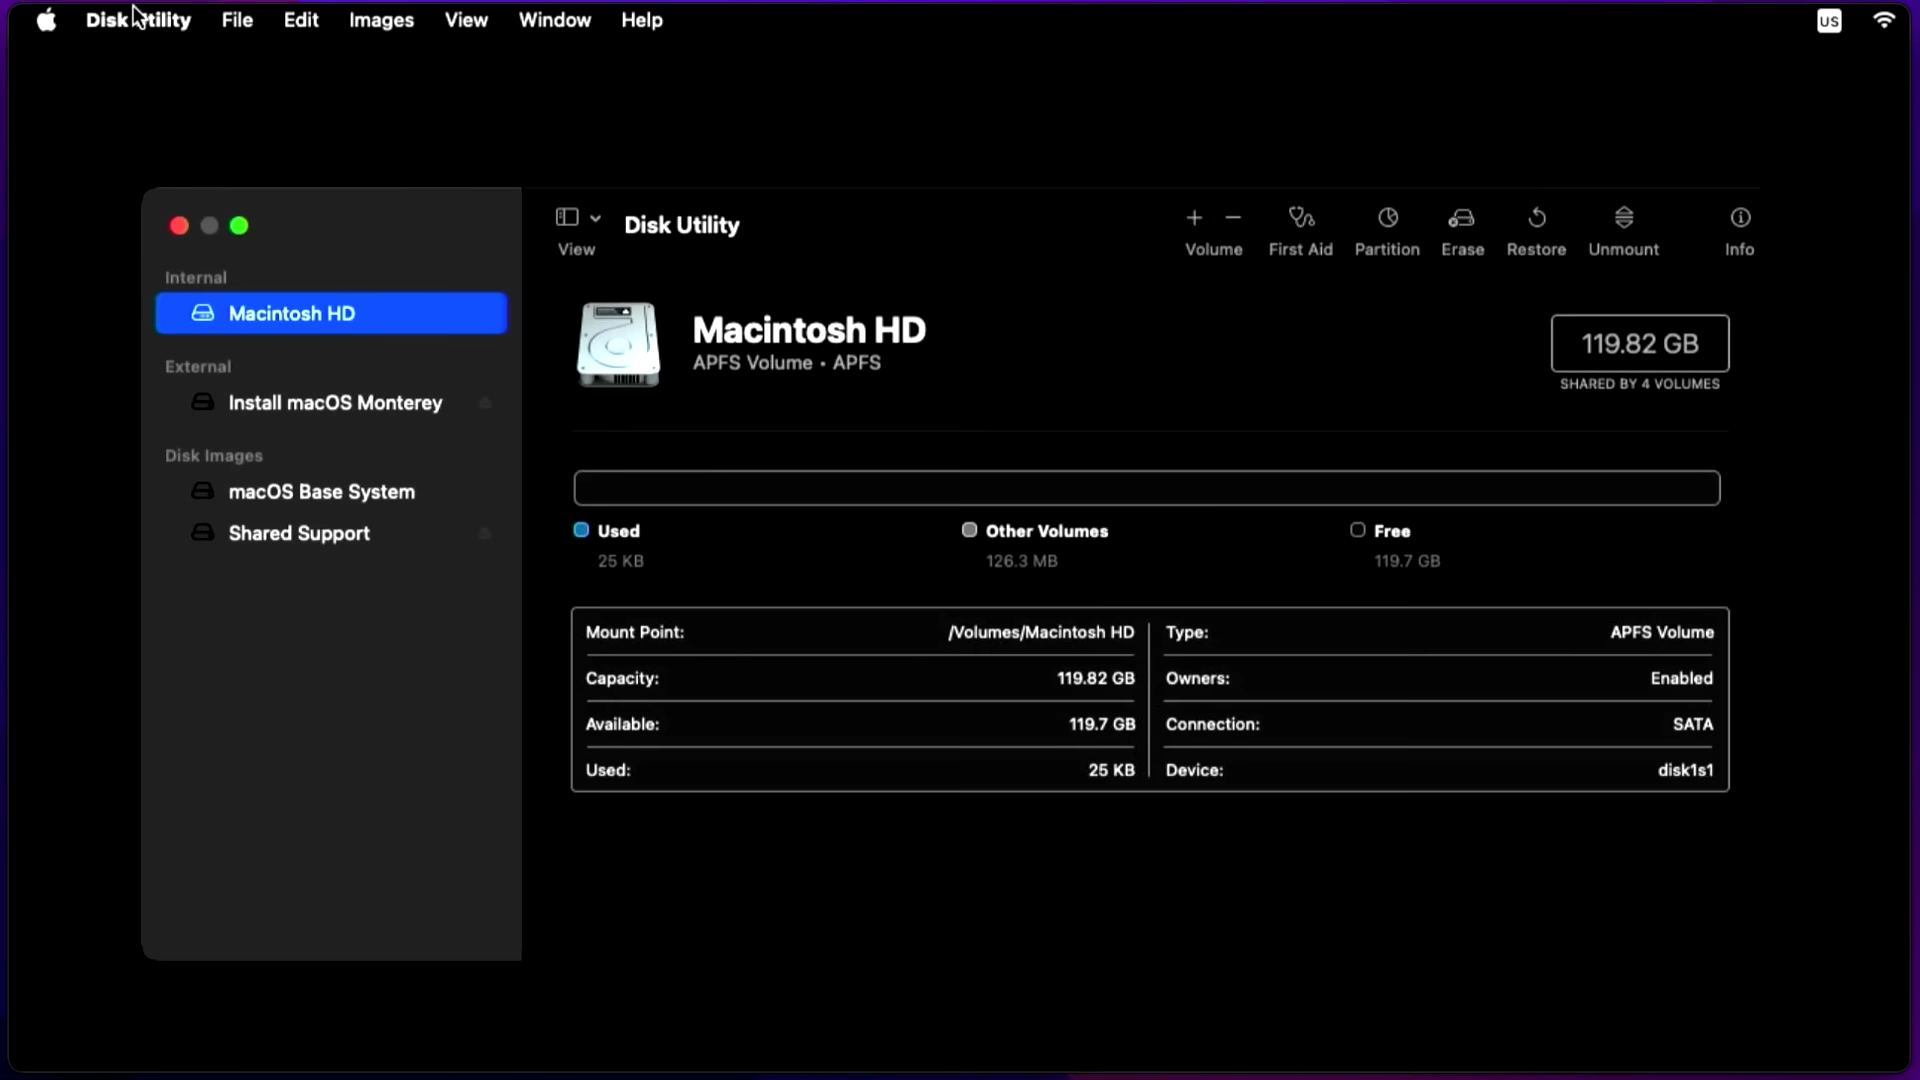 Disk Utility File Edit Images View Window Help US
View Disk Utility Volume First Aid Partition Erase Restore Unmount Info
Internal
Macintosh HD
External
Install macOS Monterey
Disk Images
macOS Base System
Shared Support
Macintosh HD
APFS Volume • APFS
119.82 GB
SHARED BY 4 VOLUMES
Used
25 KB
Other Volumes
126.3 MB
Free
119.7 GB
Mount Point: /Volumes/Macintosh HD
Capacity: 119.82 GB
Available: 119.7 GB
Used: 25 KB
Type: APFS Volume
Owners: Enabled
Connection: SATA
Device: disk1s1